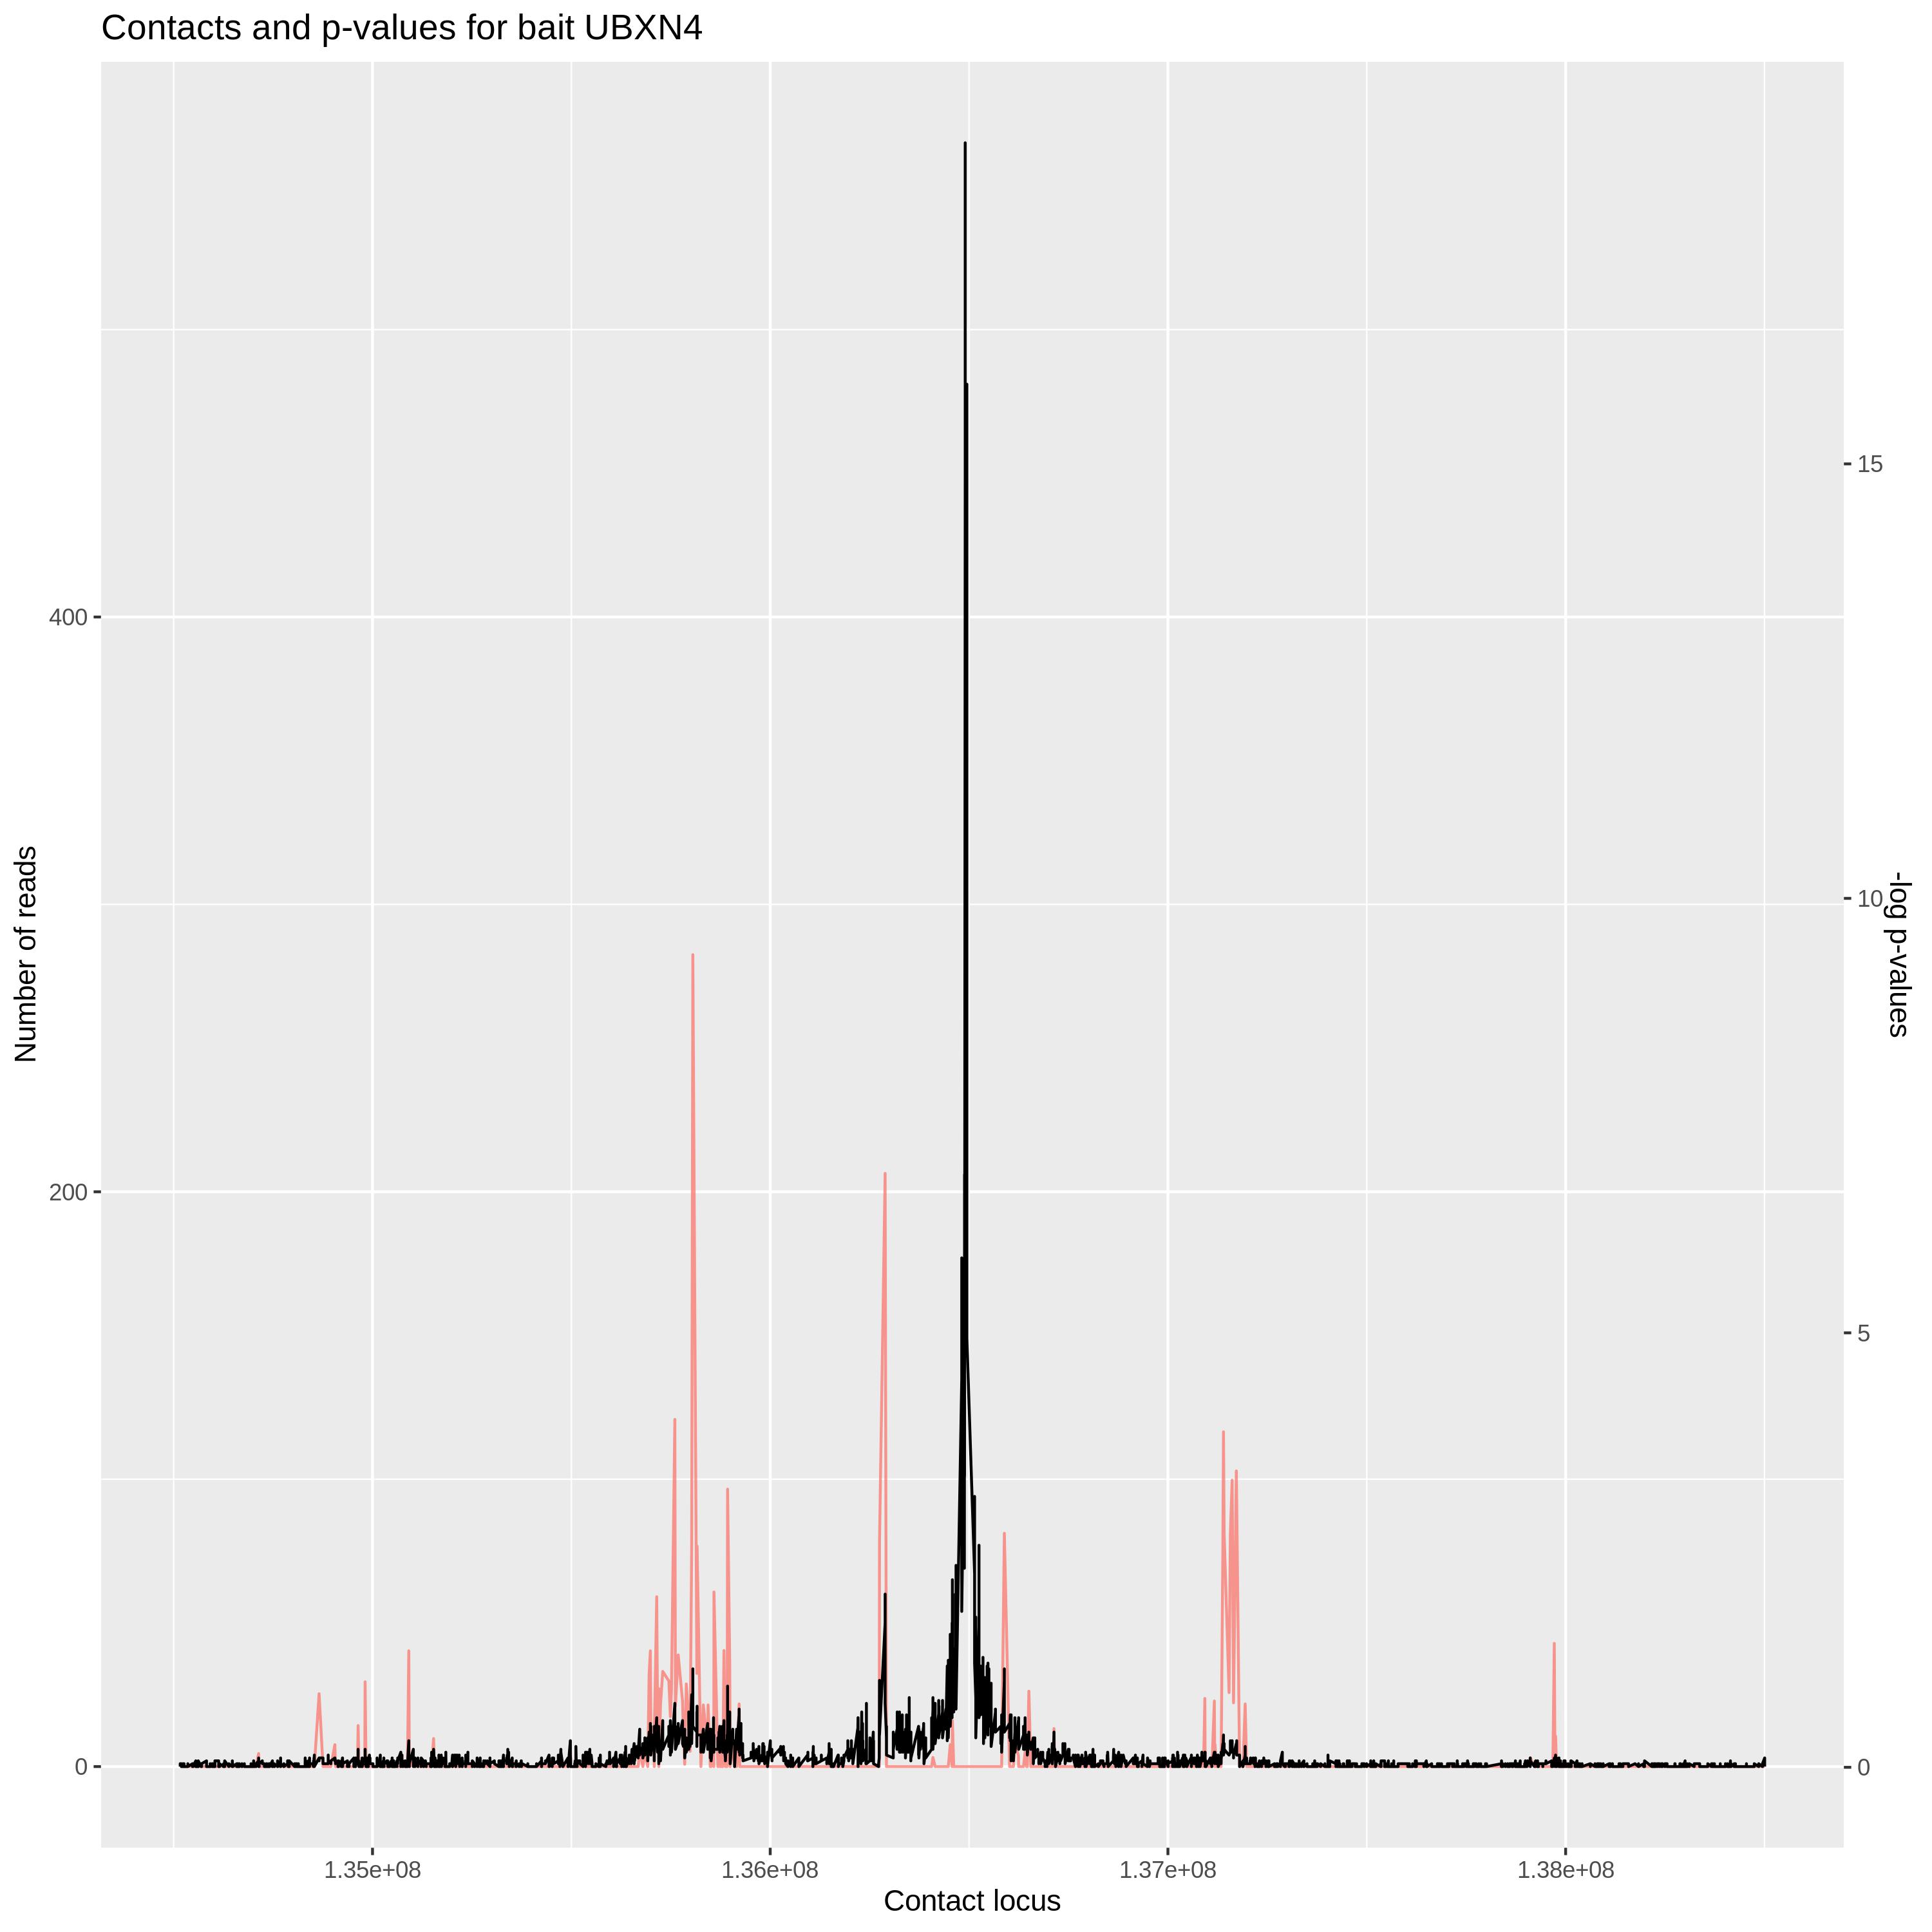 Contacts and p-values for bait UBXN4
Number of reads
400
200
0
15
10
5
0
-log p-values
1.35e+08
1.36e+08
1.37e+08
1.38e+08
Contact locus